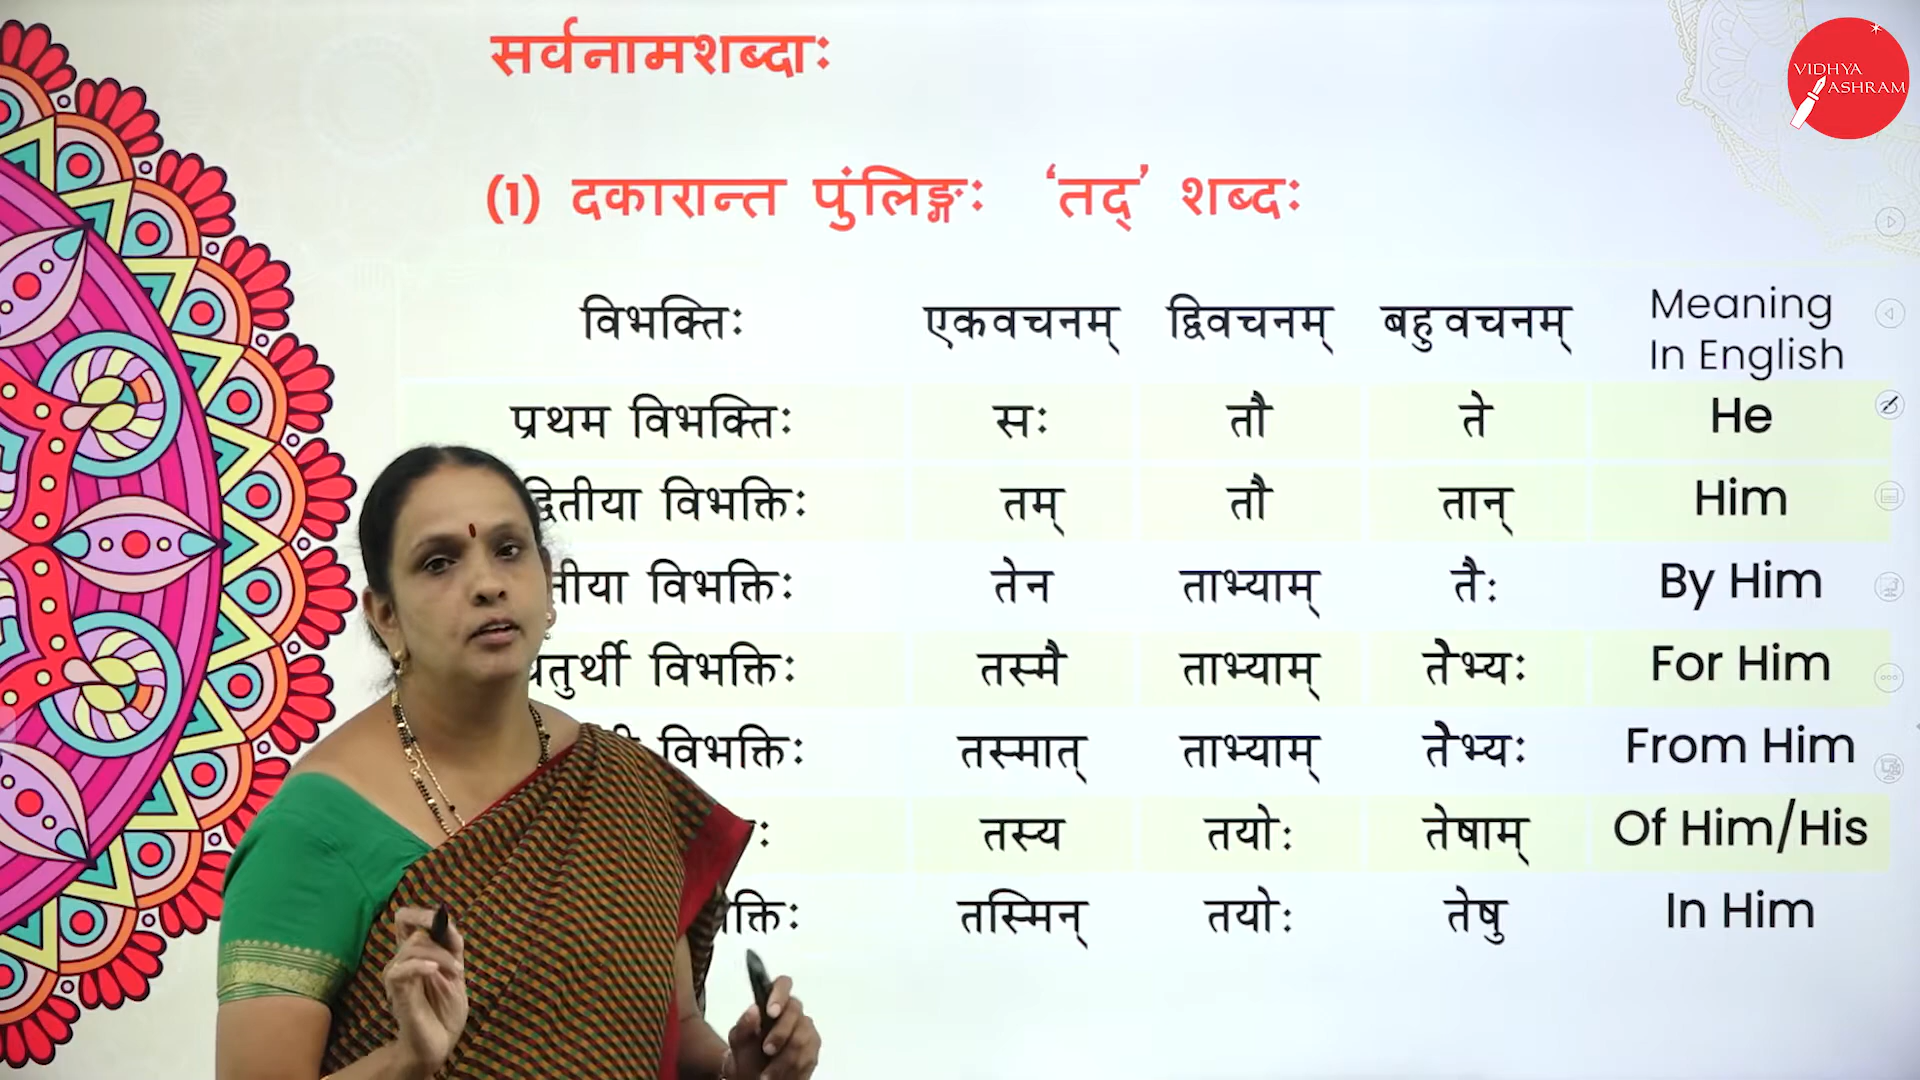 सर्वनामशब्दाः
VIDHYA
ASHRAM
(1) दकारान्त पुंलिङ्गः ‘तद्’ शब्दः
विभक्तिः एकवचनम् द्विवचनम् बहुवचनम् Meaning In English
प्रथम विभक्तिः सः तौ ते He
द्वितीया विभक्तिः तम् तौ तान् Him
विभक्तिः तेन ताभ्याम् तैः By Him
चतुर्थी विभक्तिः तस्मै ताभ्याम् तेभ्यः For Him
विभक्तिः तस्मात् ताभ्याम् तेभ्यः From Him
तस्य तयोः तेषाम् Of Him/His
तस्मिन् तयोः तेषु In Him